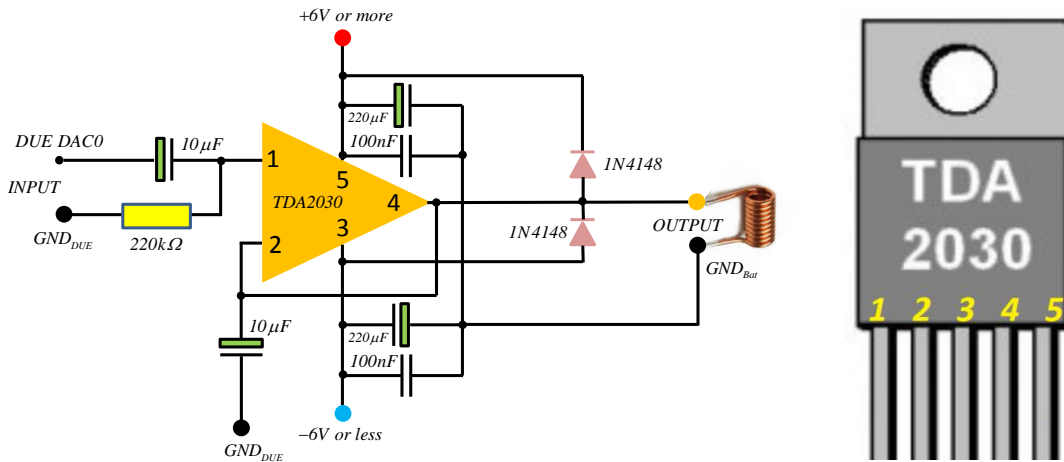 +6V or more
220μF
100nF
DUE DAC0
10μF
1
INPUT
5
TDA2030
4
1N4148
GND_DUE
220kΩ
2
3
1N4148
OUTPUT
GND_Bat
10μF
220μF
100nF
GND_DUE
−6V or less
TDA
2030
1 2 3 4 5